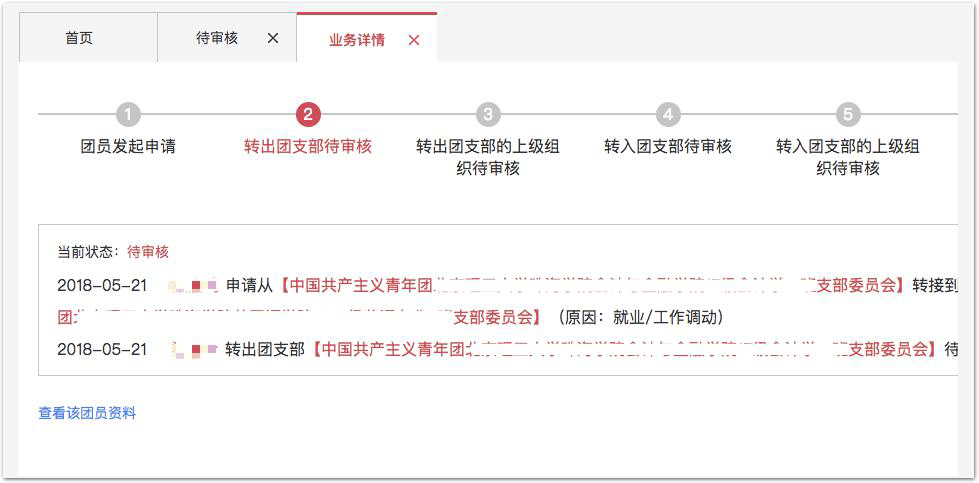 首页
待审核
业务详情
1
2
3
4
5
团员发起申请
转出团支部待审核
转出团支部的上级组
织待审核
转入团支部待审核
转入团支部的上级组
织待审核
当前状态：待审核
2018-05-21 申请从【中国共产主义青年团 支部委员会】转接到
团 支部委员会】（原因：就业/工作调动）
2018-05-21 转出团支部【中国共产主义青年团 支部委员会】待
查看该团员资料